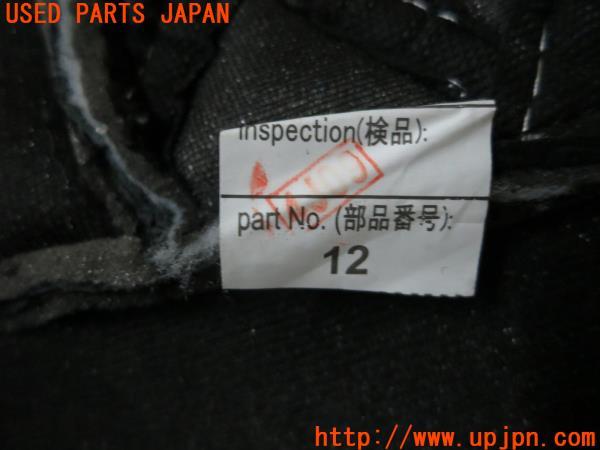 USED PARTS JAPAN
inspection(検品):
part No. (部品番号):
12
http://www.upjpn.com/